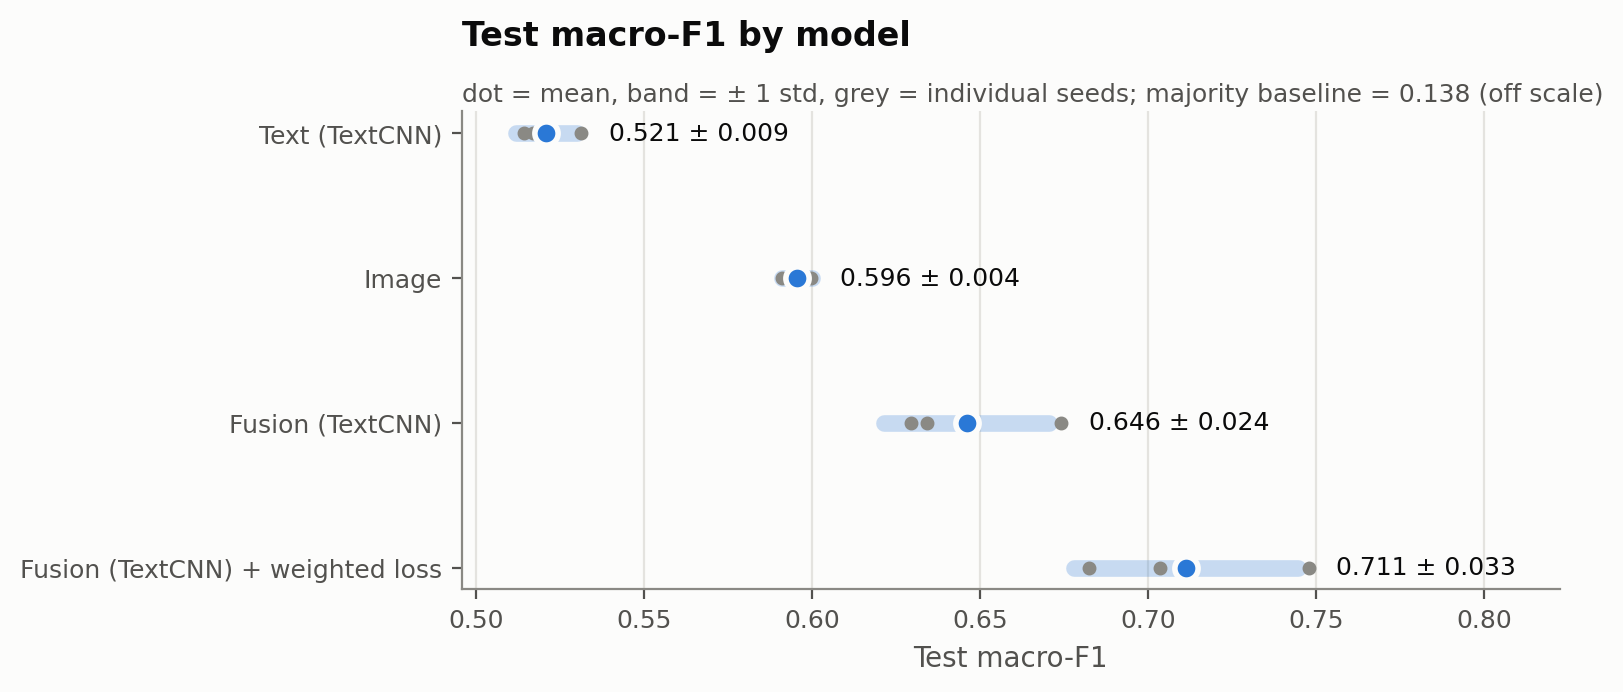 Test macro-F1 by model
dot = mean, band = ± 1 std, grey = individual seeds; majority baseline = 0.138 (off scale)
Text (TextCNN)
0.521 ± 0.009
Image
0.596 ± 0.004
Fusion (TextCNN)
0.646 ± 0.024
Fusion (TextCNN) + weighted loss
0.711 ± 0.033
0.50 0.55 0.60 0.65 0.70 0.75 0.80
Test macro-F1